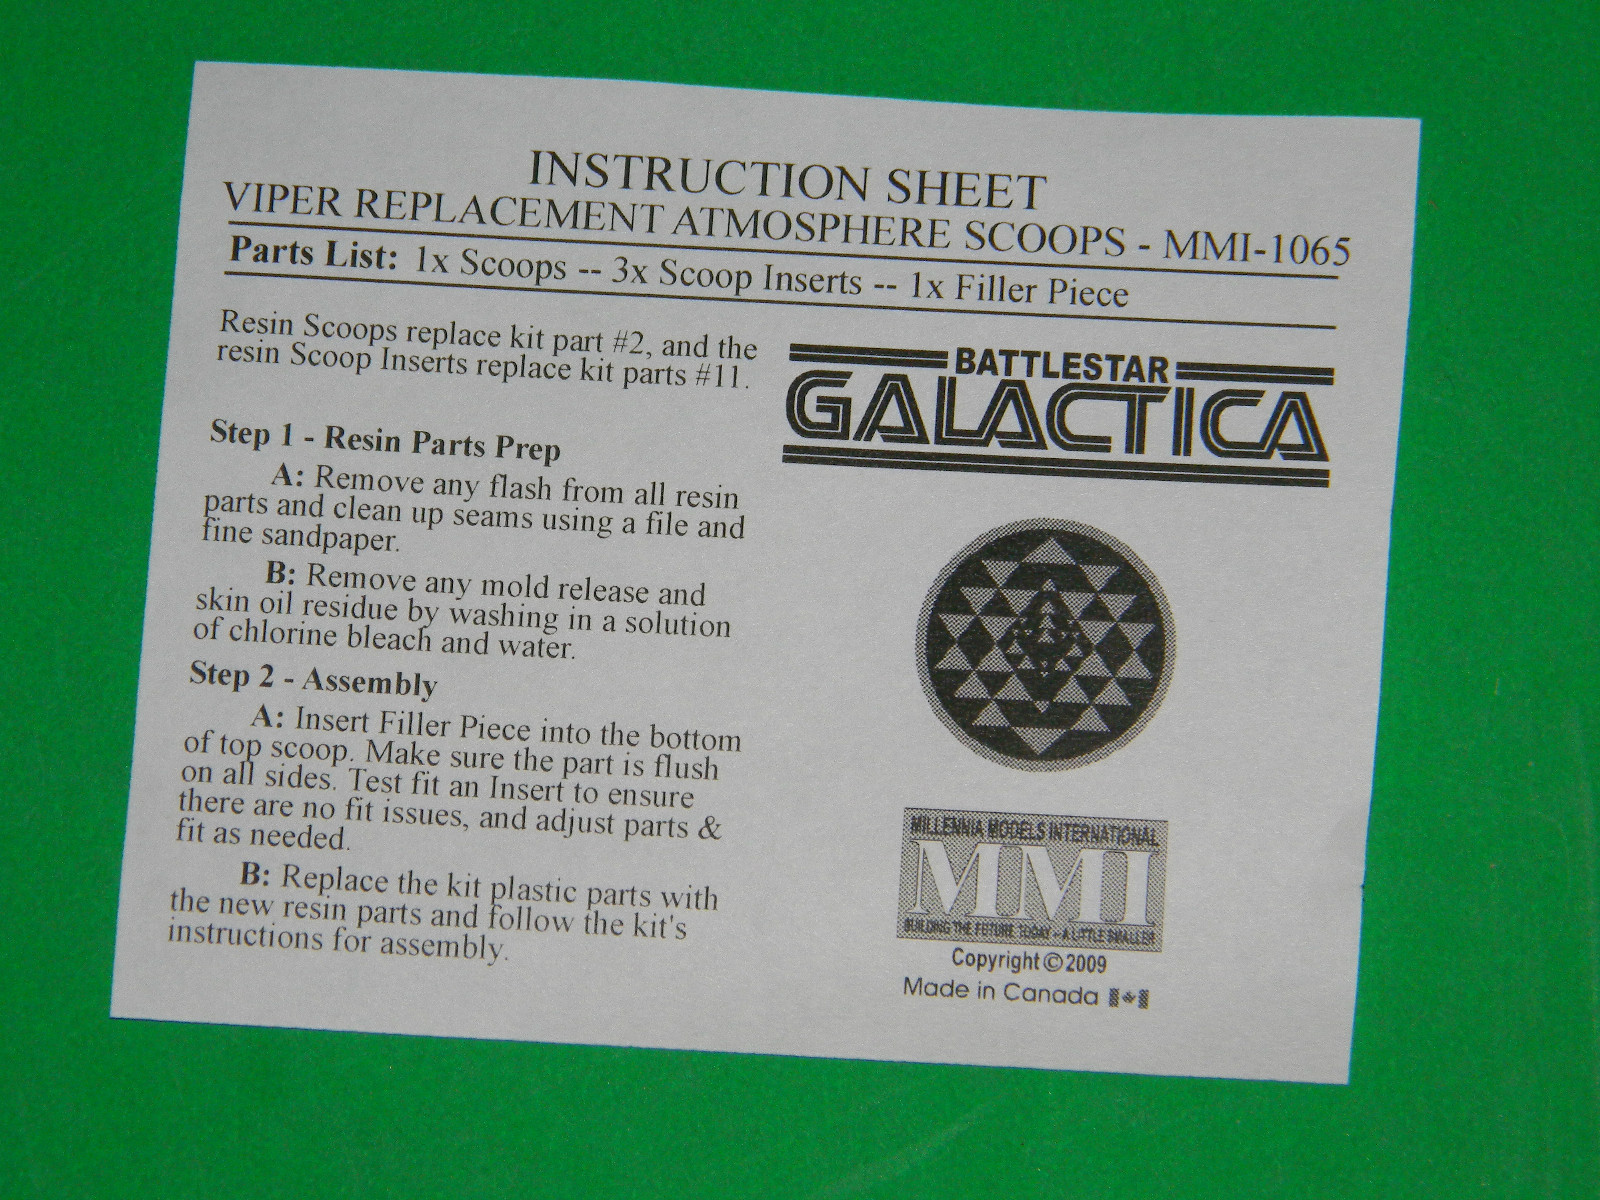 INSTRUCTION SHEET
VIPER REPLACEMENT ATMOSPHERE SCOOPS - MMI-1065
Parts List: 1x Scoops -- 3x Scoop Inserts -- 1x Filler Piece
Resin Scoops replace kit part #2, and the
resin Scoop Inserts replace kit parts #11.
Step 1 - Resin Parts Prep
A: Remove any flash from all resin
parts and clean up seams using a file and
fine sandpaper.
B: Remove any mold release and
skin oil residue by washing in a solution
of chlorine bleach and water.
Step 2 - Assembly
A: Insert Filler Piece into the bottom
of top scoop. Make sure the part is flush
on all sides. Test fit an Insert to ensure
there are no fit issues, and adjust parts &
fit as needed.
B: Replace the kit plastic parts with
the new resin parts and follow the kit's
instructions for assembly.
BATTLESTAR
GALACTICA
MILLENNIA MODELS INTERNATIONAL
MMI
BUILDING THE FUTURE TODAY - A LITTLE SMALLER
Copyright © 2009
Made in Canada